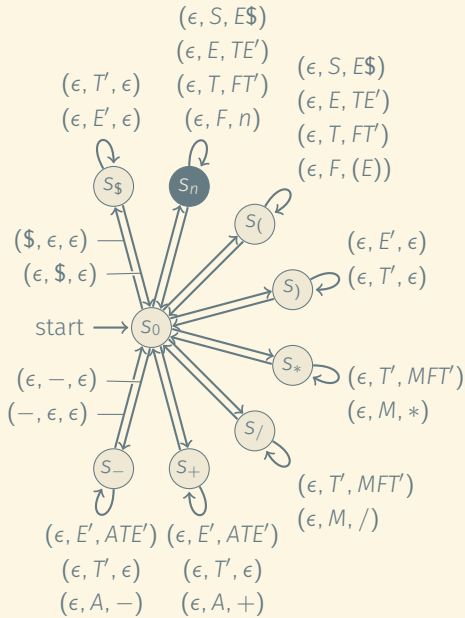 (ϵ, S, E$)
(ϵ, E, TE′)
(ϵ, T, FT′)
(ϵ, F, n)
(ϵ, S, E$)
(ϵ, E, TE′)
(ϵ, T, FT′)
(ϵ, F, (E))
(ϵ, T′, ϵ)
(ϵ, E′, ϵ)
S$
Sn
S(
($, ϵ, ϵ)
(ϵ, $, ϵ)
(ϵ, E′, ϵ)
(ϵ, T′, ϵ)
S)
start
S0
S*
(ϵ, T′, MFT′)
(ϵ, M, *)
(ϵ, −, ϵ)
(−, ϵ, ϵ)
S/
S−
S+
(ϵ, T′, MFT′)
(ϵ, M, /)
(ϵ, E′, ATE′) (ϵ, E′, ATE′)
(ϵ, T′, ϵ) (ϵ, T′, ϵ)
(ϵ, A, −) (ϵ, A, +)